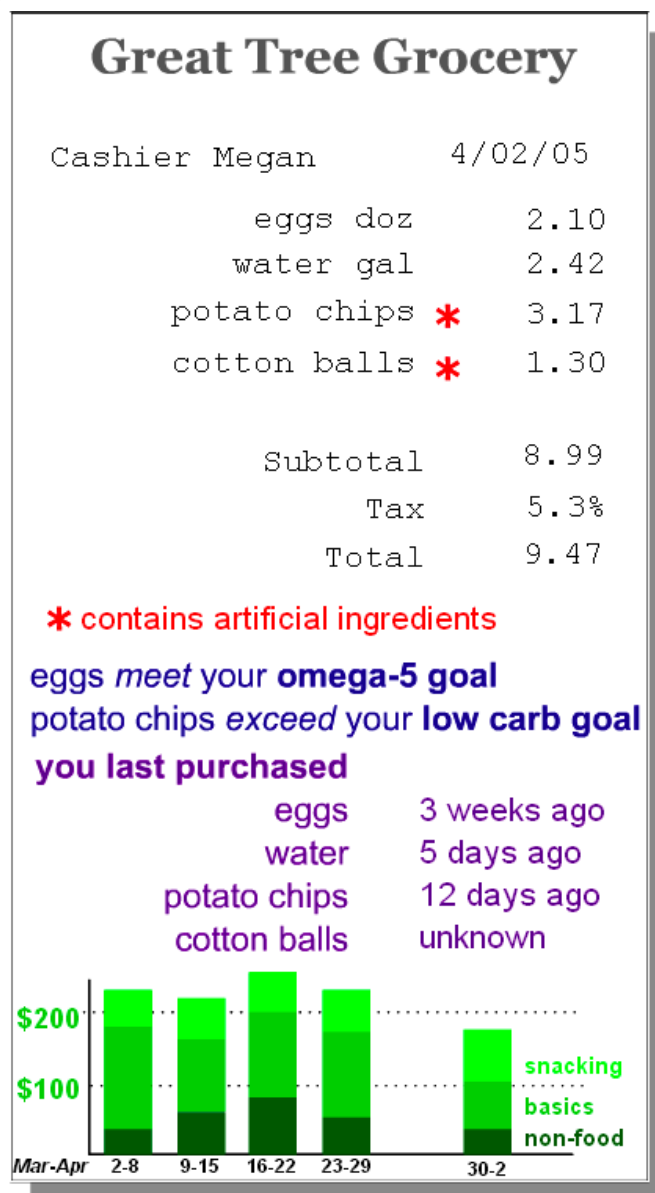 Great Tree Grocery
Cashier Megan 4/02/05
eggs doz 2.10
water gal 2.42
potato chips * 3.17
cotton balls * 1.30
Subtotal 8.99
Tax 5.3%
Total 9.47
* contains artificial ingredients
eggs meet your omega-5 goal
potato chips exceed your low carb goal
you last purchased
eggs 3 weeks ago
water 5 days ago
potato chips 12 days ago
cotton balls unknown
$200
$100
snacking
basics
non-food
Mar-Apr 2-8 9-15 16-22 23-29 30-2